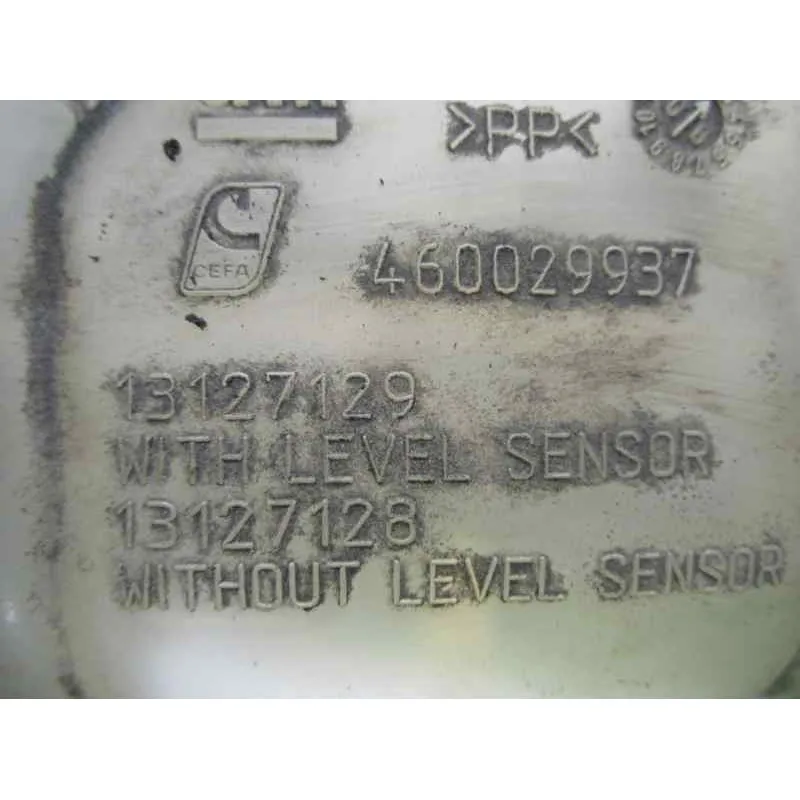 >PP<
CEFA
460029937
13127129
WITH LEVEL SENSOR
13127128
WITHOUT LEVEL SENSOR